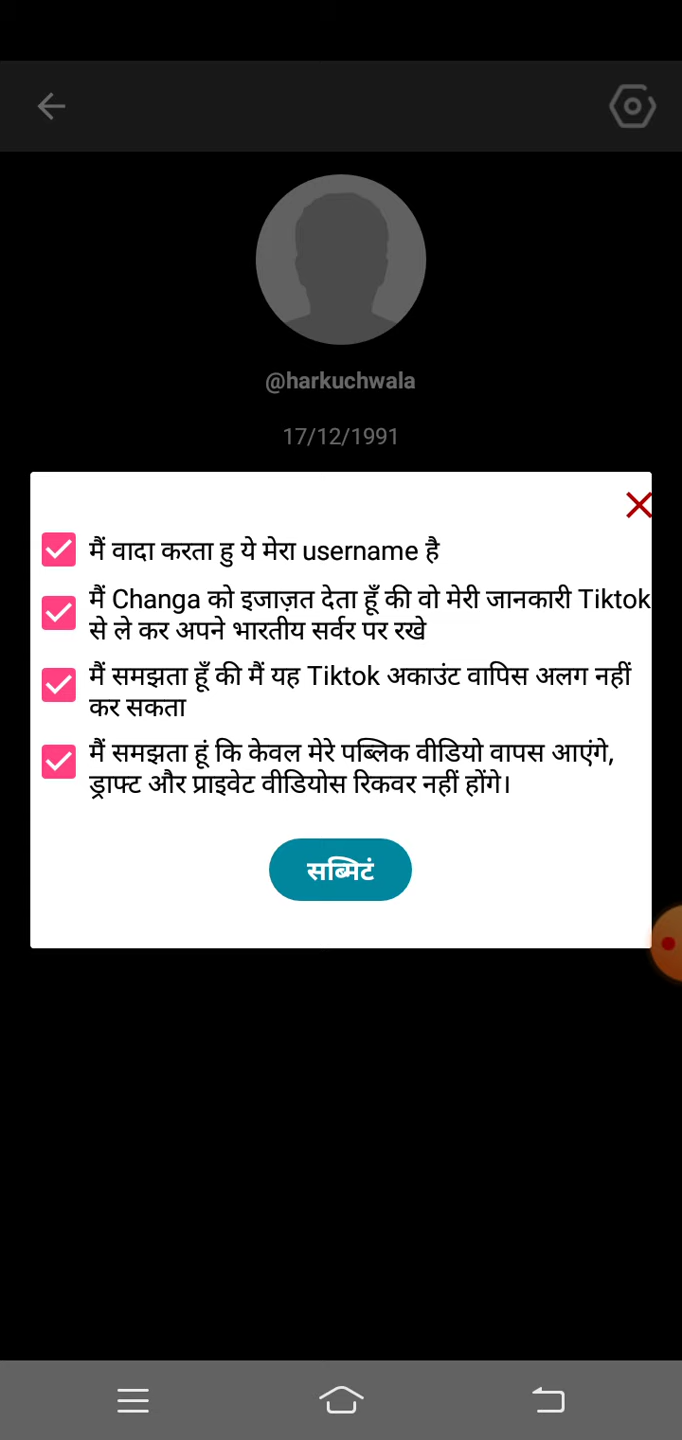 @harkuchwala
17/12/1991
मैं वादा करता हु ये मेरा username है
मैं Changa को इजाज़त देता हूँ की वो मेरी जानकारी Tiktok
से ले कर अपने भारतीय सर्वर पर रखे
मैं समझता हूँ की मैं यह Tiktok अकाउंट वापिस अलग नहीं
कर सकता
मैं समझता हूं कि केवल मेरे पब्लिक वीडियो वापस आएंगे,
ड्राफ्ट और प्राइवेट वीडियोस रिकवर नहीं होंगे।
सब्मिटं